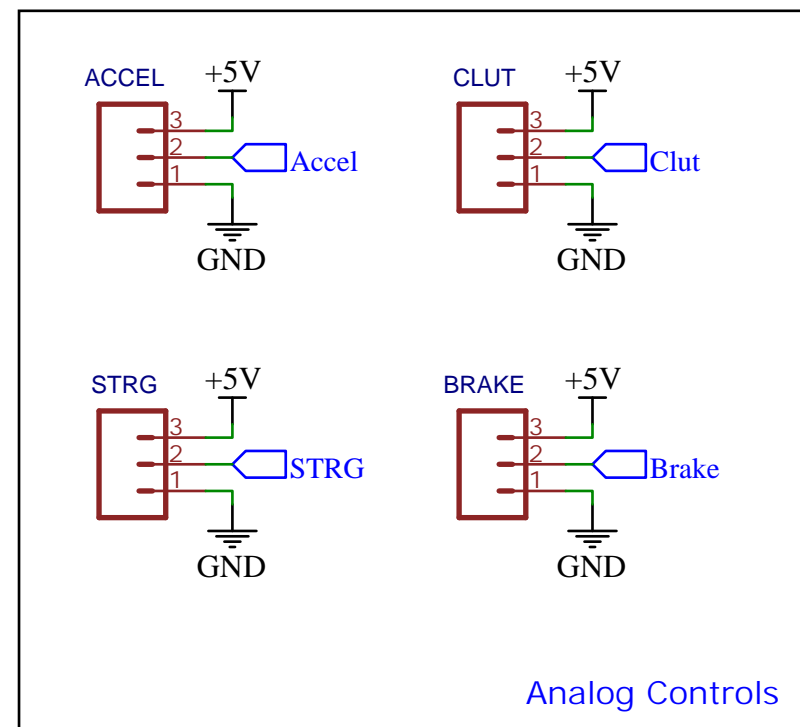 ACCEL
+5V
3
2
1
Accel
GND
CLUT
+5V
3
2
1
Clut
GND
STRG
+5V
3
2
1
STRG
GND
BRAKE
+5V
3
2
1
Brake
GND
Analog Controls